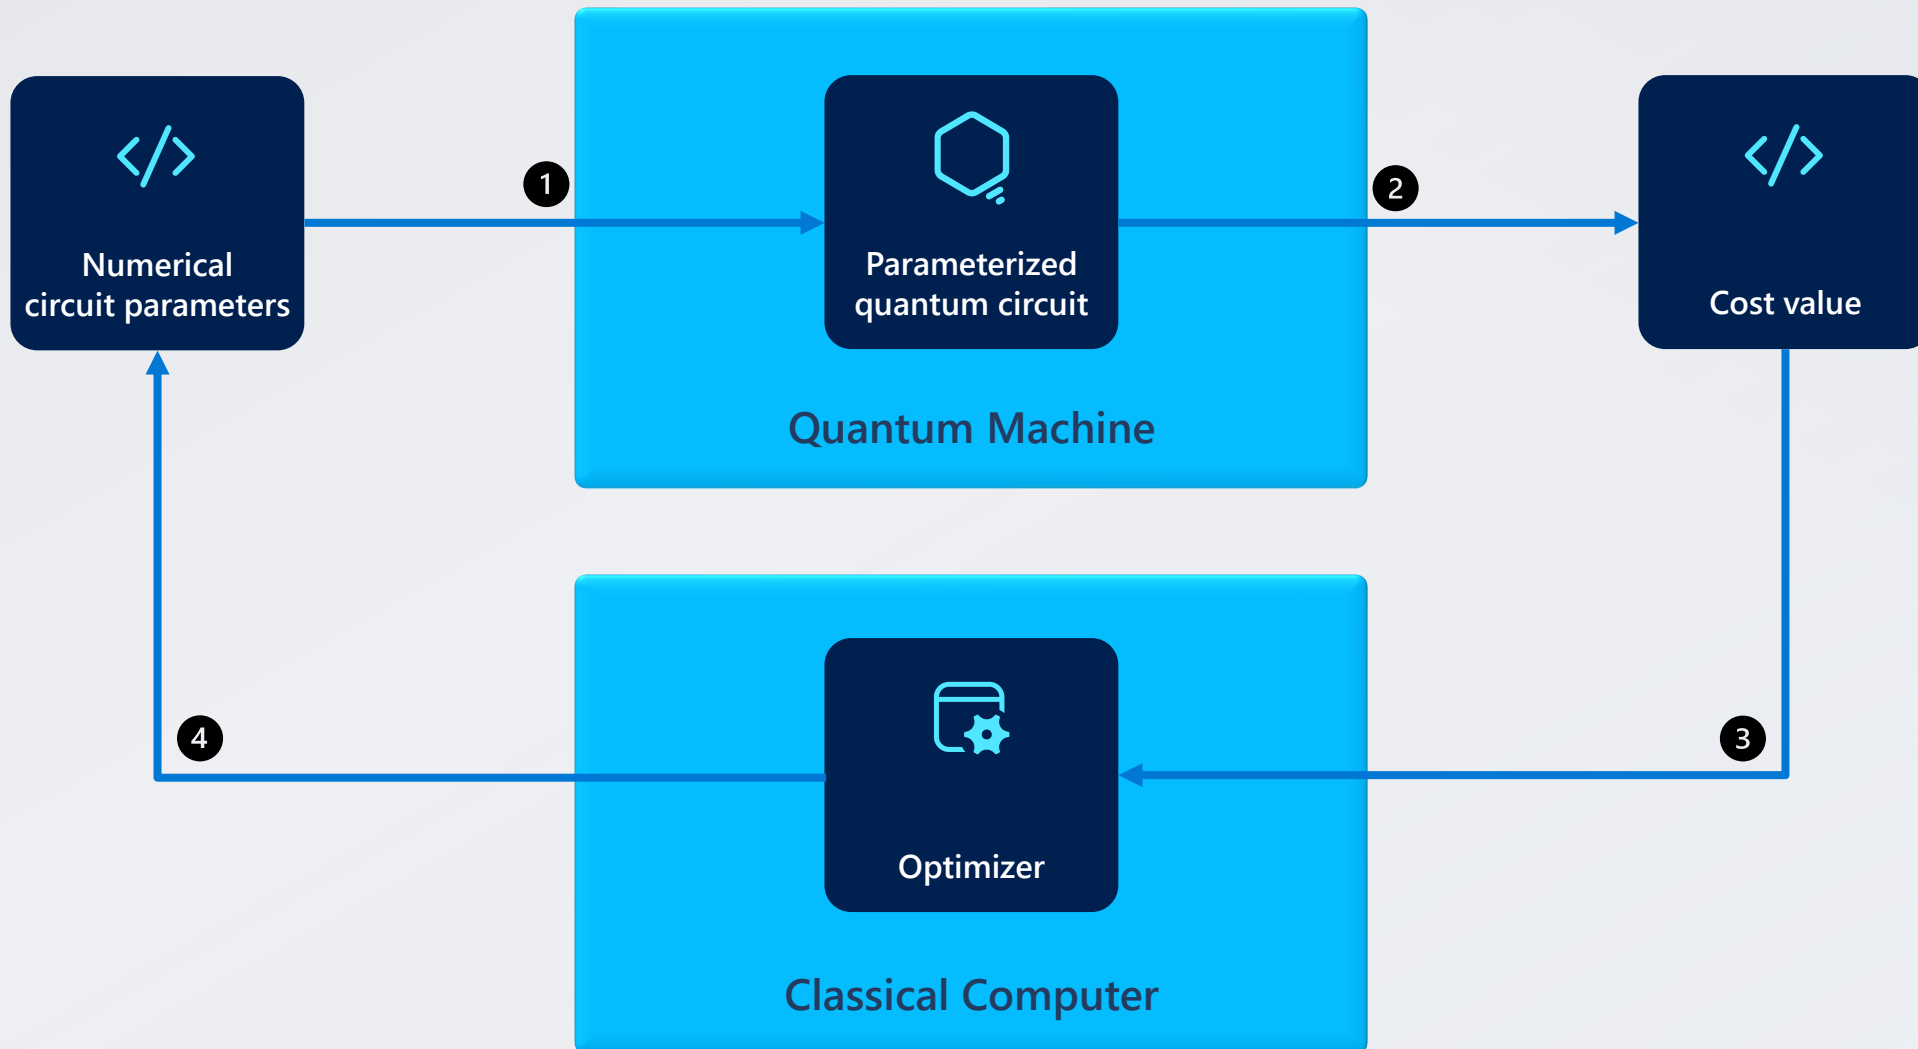 1
2
Numerical
circuit parameters
Parameterized
quantum circuit
Cost value
Quantum Machine
4
3
Optimizer
Classical Computer